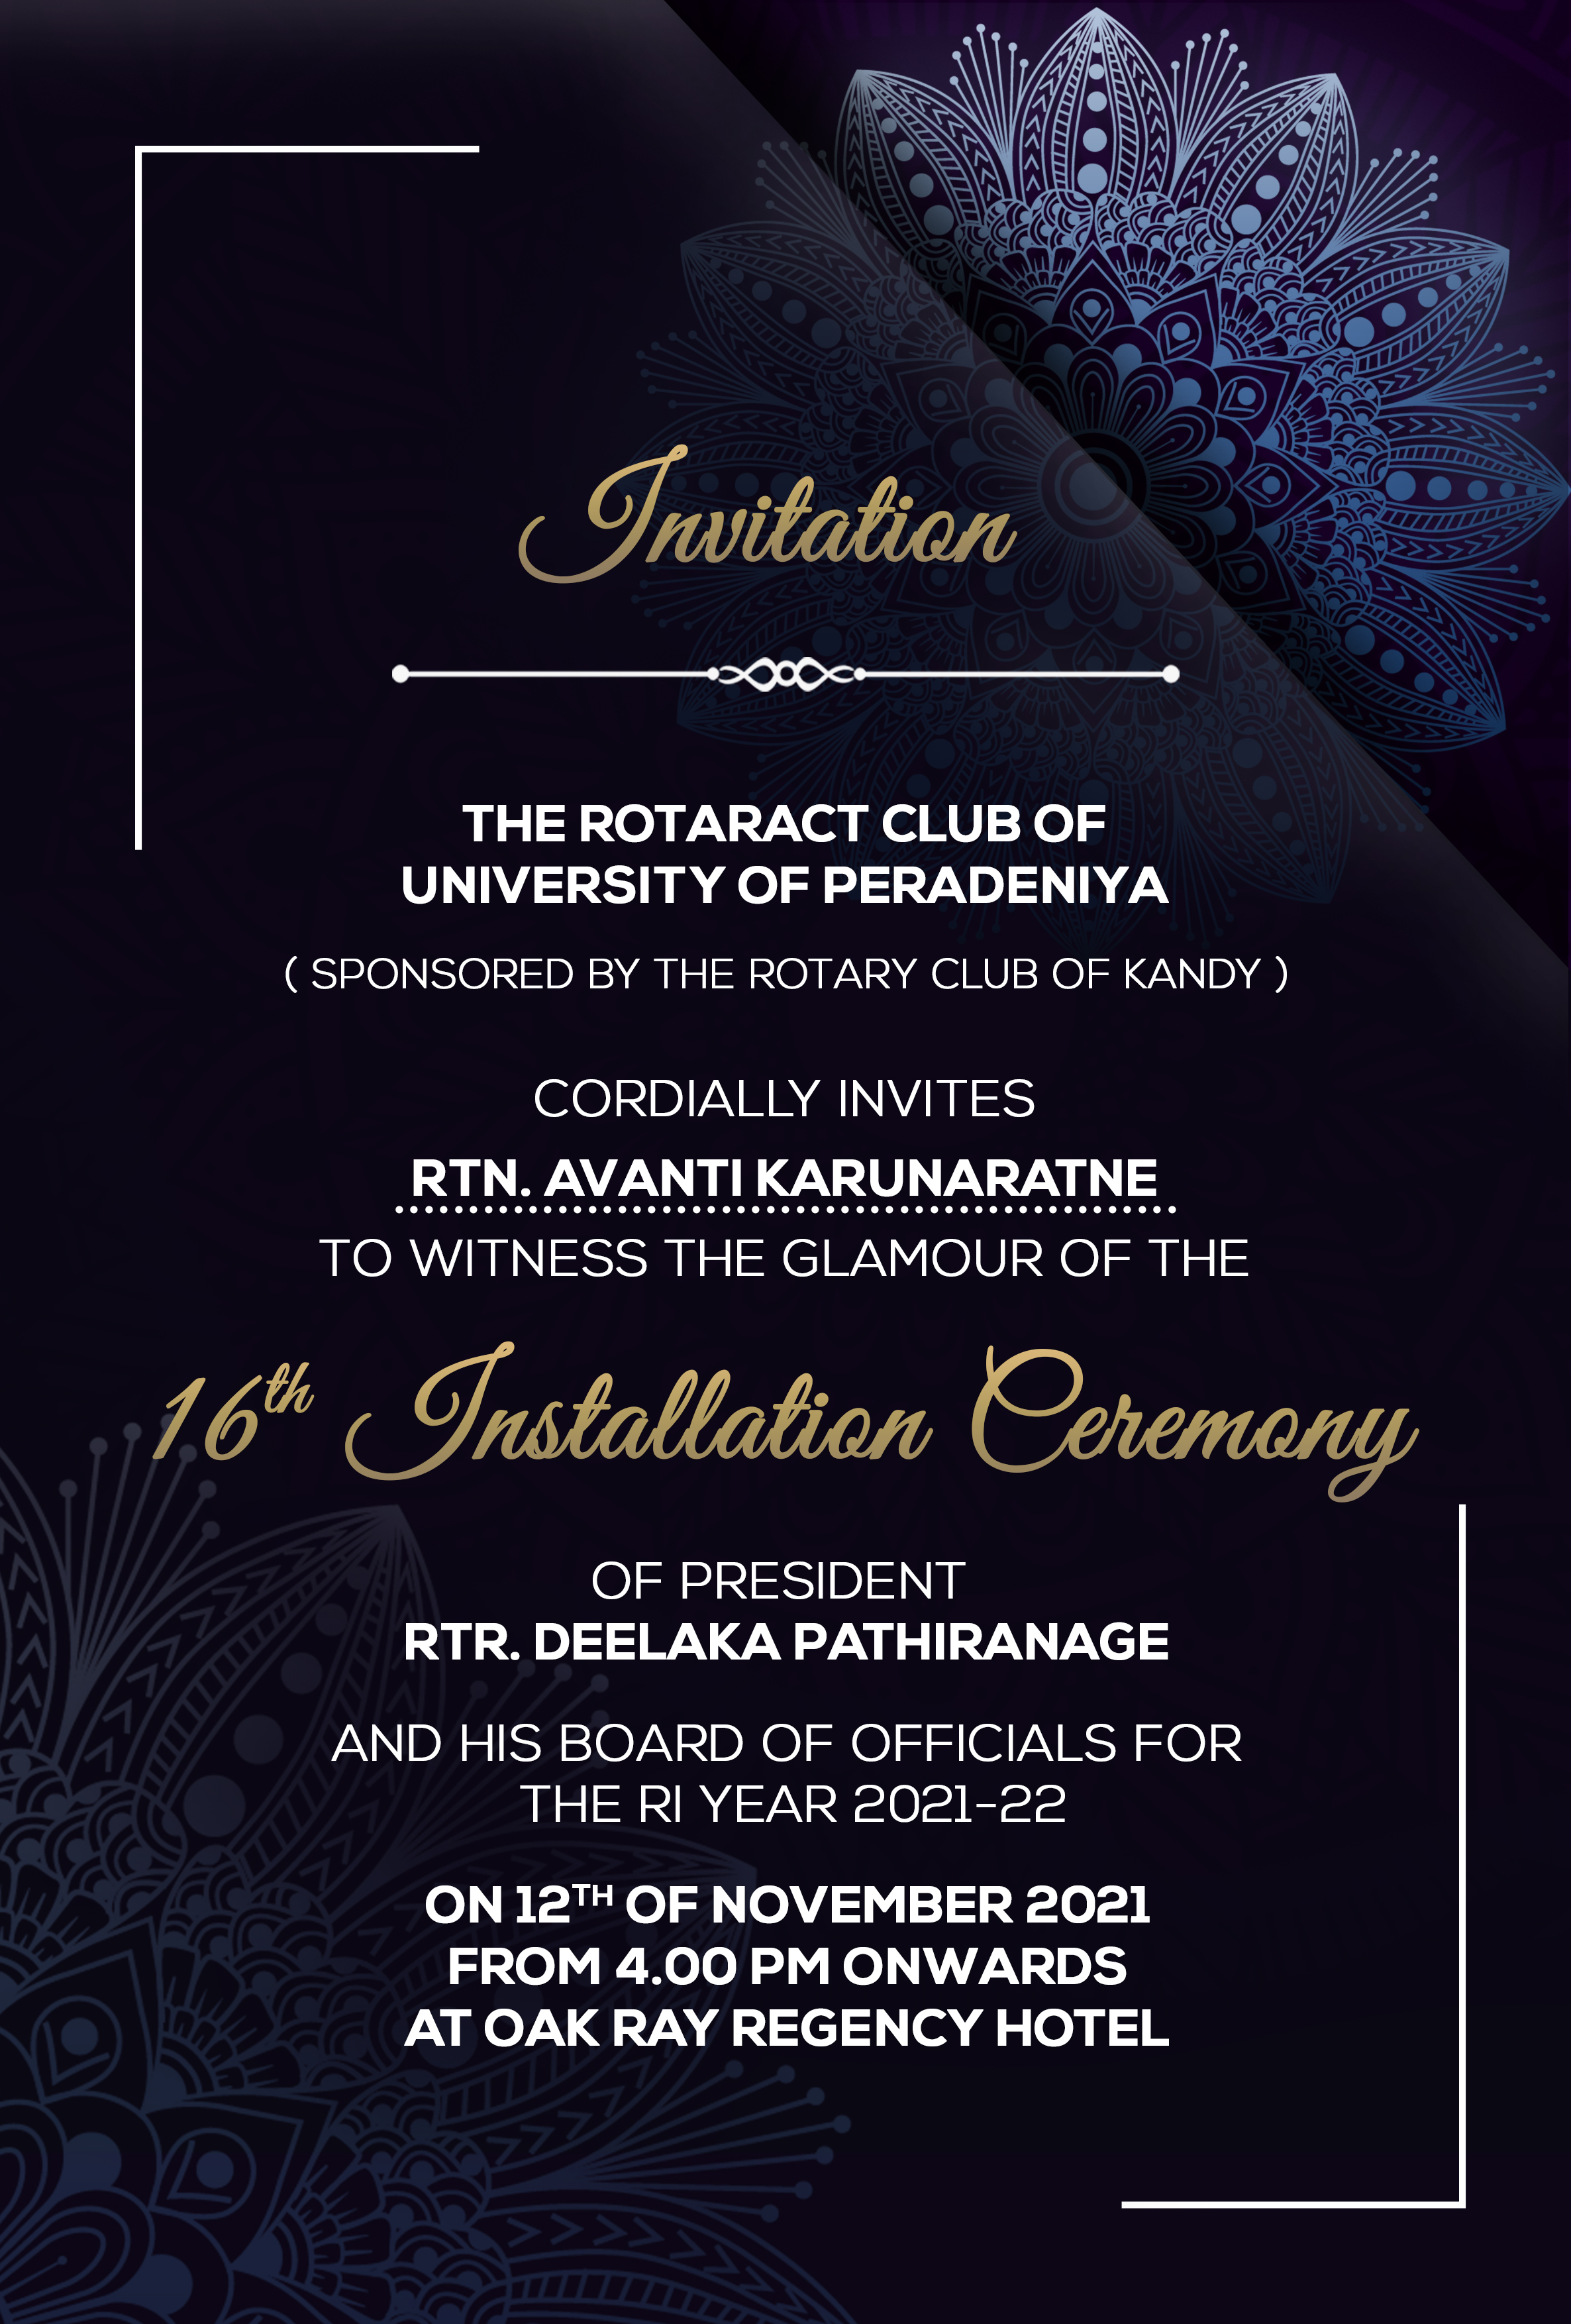 Invitation
THE ROTARACT CLUB OF
UNIVERSITY OF PERADENIYA
( SPONSORED BY THE ROTARY CLUB OF KANDY )
CORDIALLY INVITES
RTN. AVANTI KARUNARATNE
TO WITNESS THE GLAMOUR OF THE
16th Installation Ceremony
OF PRESIDENT
RTR. DEELAKA PATHIRANAGE
AND HIS BOARD OF OFFICIALS FOR
THE RI YEAR 2021-22
ON 12TH OF NOVEMBER 2021
FROM 4.00 PM ONWARDS
AT OAK RAY REGENCY HOTEL